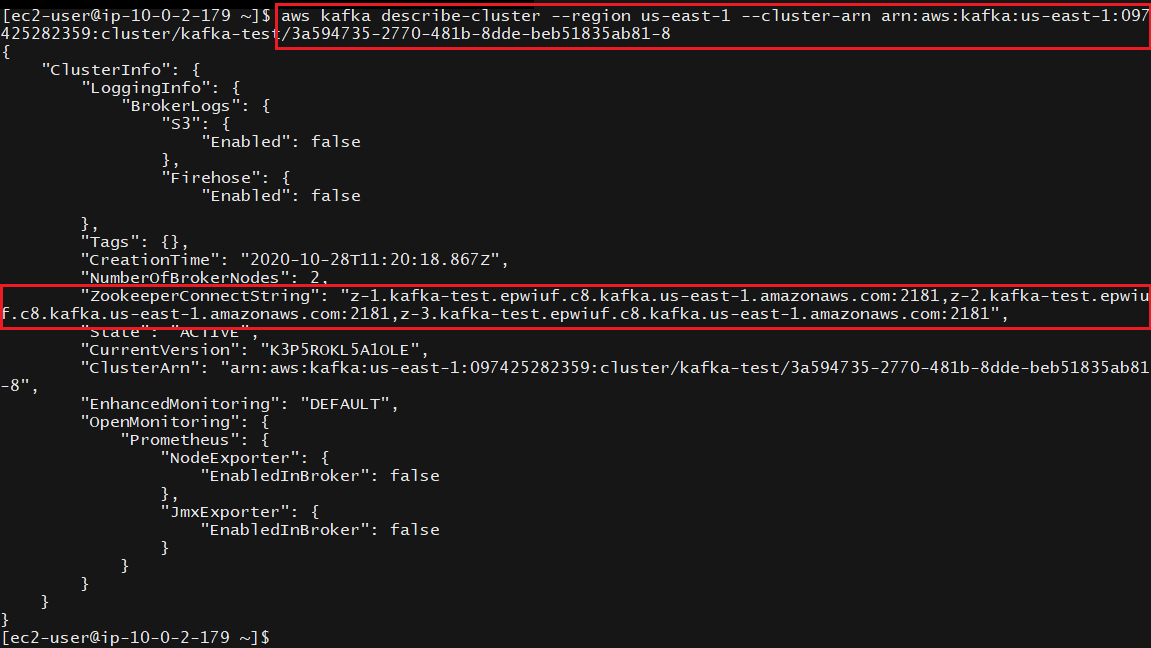 [ec2-user@ip-10-0-2-179 ~]$ aws kafka describe-cluster --region us-east-1 --cluster-arn arn:aws:kafka:us-east-1:097
425282359:cluster/kafka-test/3a594735-2770-481b-8dde-beb51835ab81-8
{
    "ClusterInfo": {
        "LoggingInfo": {
            "BrokerLogs": {
                "S3": {
                    "Enabled": false
                },
                "Firehose": {
                    "Enabled": false
        },
        "Tags": {},
        "CreationTime": "2020-10-28T11:20:18.867Z",
        "NumberOfBrokerNodes": 2,
        "ZookeeperConnectString": "z-1.kafka-test.epwiuf.c8.kafka.us-east-1.amazonaws.com:2181,z-2.kafka-test.epwiu
f.c8.kafka.us-east-1.amazonaws.com:2181,z-3.kafka-test.epwiuf.c8.kafka.us-east-1.amazonaws.com:2181",
        "State": "ACTIVE",
        "CurrentVersion": "K3P5ROKL5A1OLE",
        "ClusterArn": "arn:aws:kafka:us-east-1:097425282359:cluster/kafka-test/3a594735-2770-481b-8dde-beb51835ab81
-8",
        "EnhancedMonitoring": "DEFAULT",
        "OpenMonitoring": {
            "Prometheus": {
                "NodeExporter": {
                    "EnabledInBroker": false
                },
                "JmxExporter": {
                    "EnabledInBroker": false
                }
            }
        }
    }
}
[ec2-user@ip-10-0-2-179 ~]$